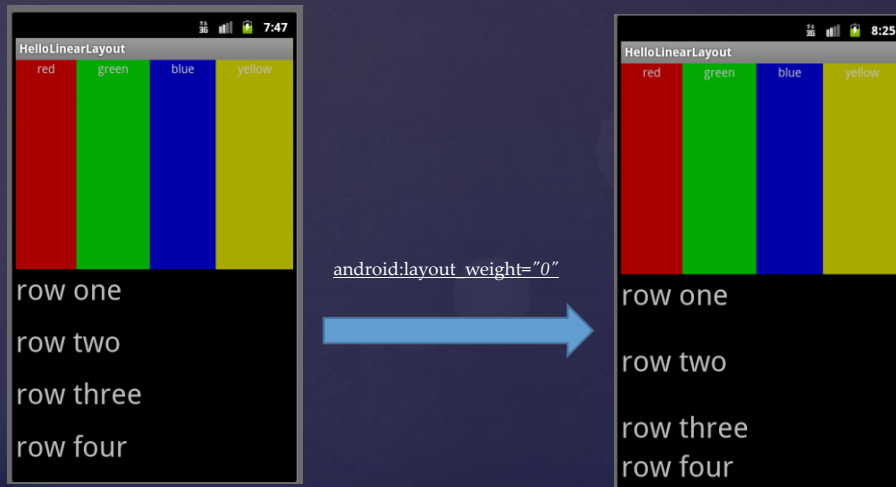 7:47
HelloLinearLayout
red green blue yellow
row one
row two
row three
row four
android:layout_weight="0"
8:25
HelloLinearLayout
red green blue yellow
row one
row two
row three
row four